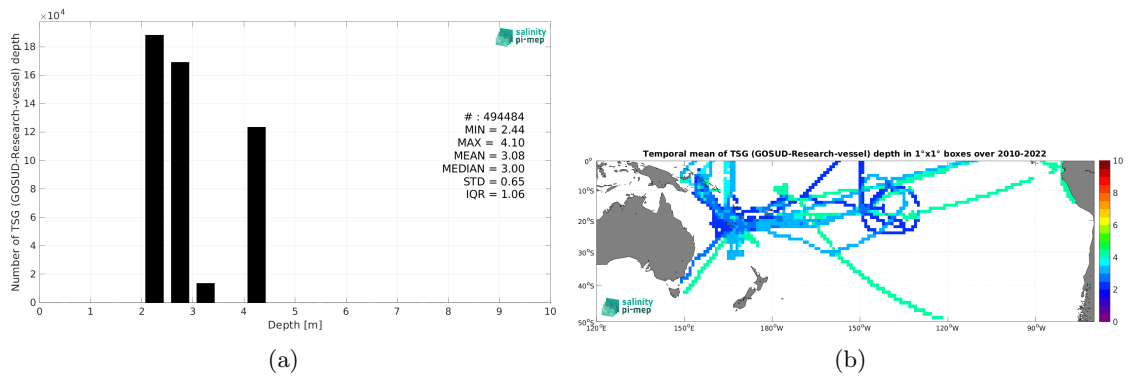 ×10⁴
18
16
14
12
10
8
6
4
2
0
Number of TSG (GOSUD-Research-vessel) depth
salinity
pi-mep
# : 494484
MIN = 2.44
MAX = 4.10
MEAN = 3.08
MEDIAN = 3.00
STD = 0.65
IQR = 1.06
0 1 2 3 4 5 6 7 8 9 10
Depth [m]
(a)
Temporal mean of TSG (GOSUD-Research-vessel) depth in 1°x1° boxes over 2010-2022
0°
10°S
20°S
30°S
40°S
50°S
120°E 150°E 180°W 150°W 120°W 90°W
salinity
pi-mep
10
8
6
4
2
0
(b)